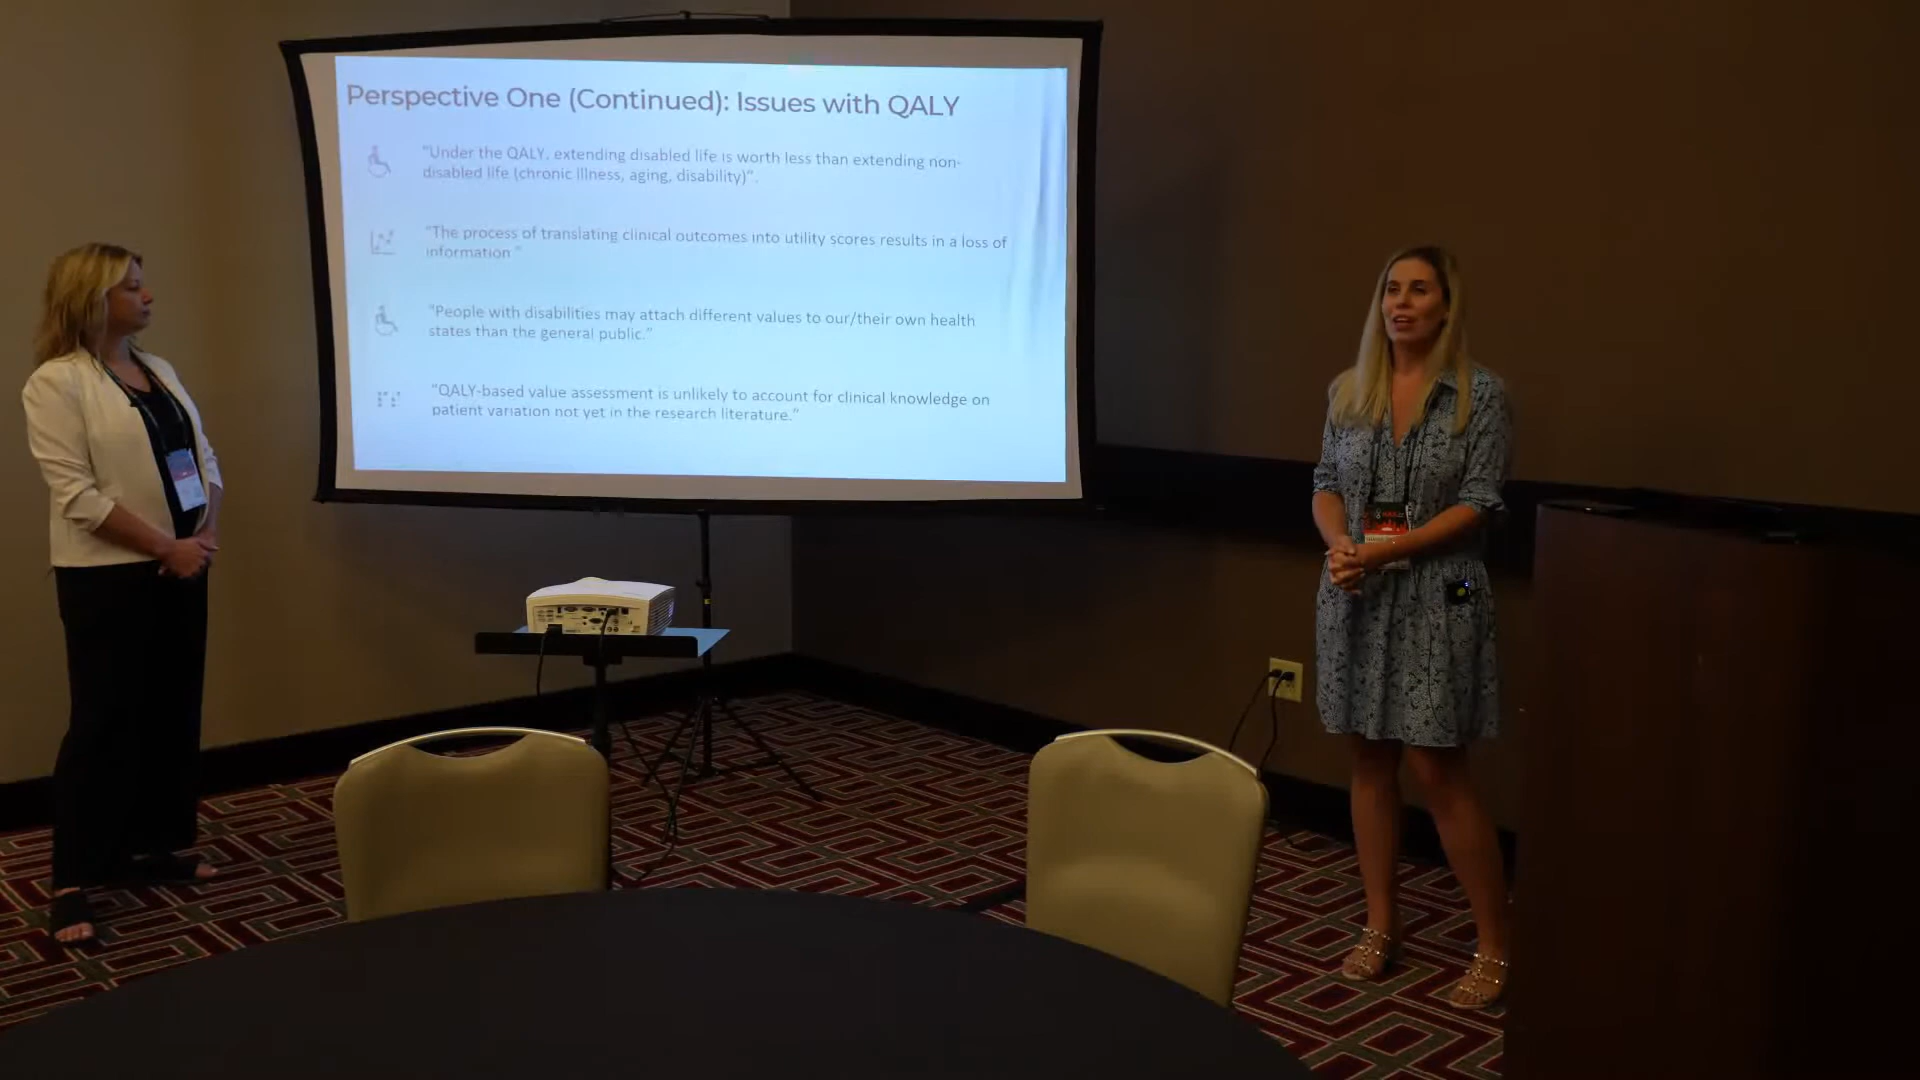 Perspective One (Continued): Issues with QALY
"Under the QALY, extending disabled life is worth less than extending non-
disabled life (chronic illness, aging, disability)".
"The process of translating clinical outcomes into utility scores results in a loss of
information."
"People with disabilities may attach different values to our/their own health
states than the general public."
"QALY-based value assessment is unlikely to account for clinical knowledge on
patient variation not yet in the research literature."